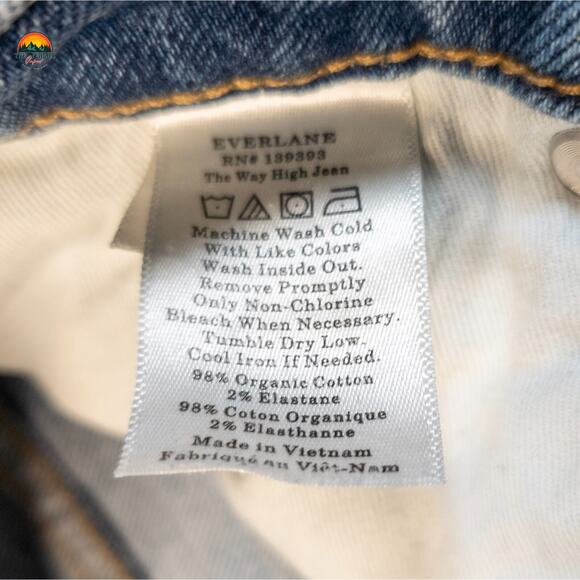 EVERLANE
RN# 139393
The Way High Jean
Machine Wash Cold
With Like Colors
Wash Inside Out.
Remove Promptly
Only Non-Chlorine
Bleach When Necessary.
Tumble Dry Low.
Cool Iron If Needed.
98% Organic Cotton
2% Elastane
98% Coton Organique
2% Elasthanne
Made in Vietnam
Fabriqué au Viêt-Nam